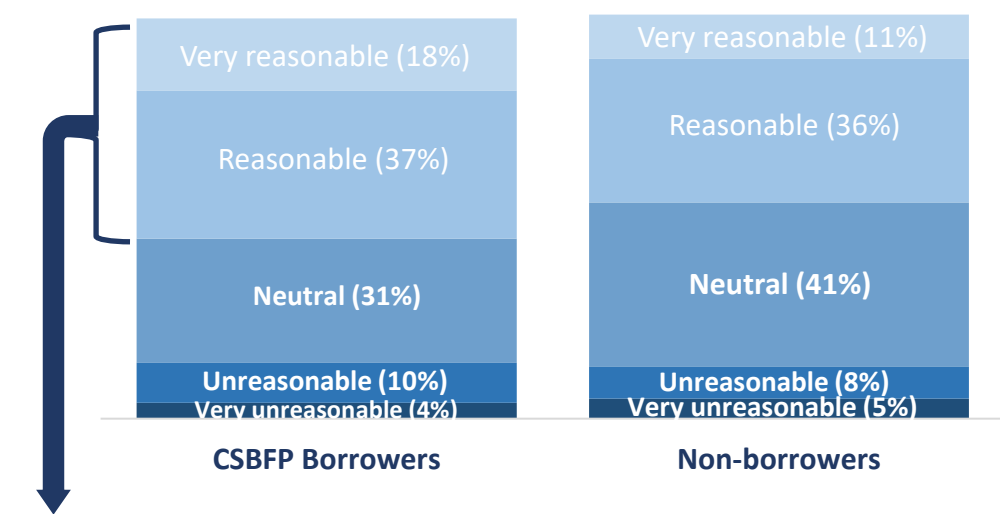 Very reasonable (18%)
Reasonable (37%)
Neutral (31%)
Unreasonable (10%)
Very unreasonable (4%)
CSBFP Borrowers
Very reasonable (11%)
Reasonable (36%)
Neutral (41%)
Unreasonable (8%)
Very unreasonable (5%)
Non-borrowers